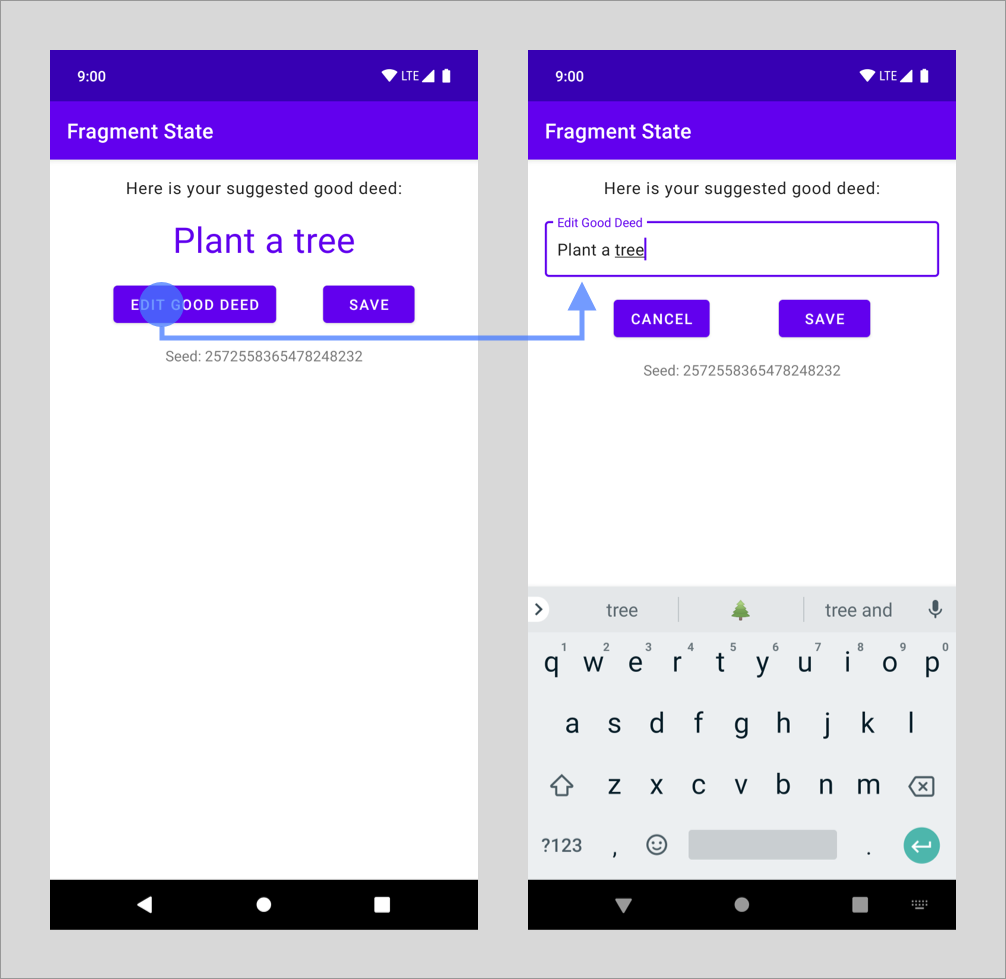 9:00 LTE
Fragment State
Here is your suggested good deed:
Plant a tree
EDIT GOOD DEED SAVE
Seed: 2572558365478248232
9:00 LTE
Fragment State
Here is your suggested good deed:
Edit Good Deed
Plant a tree
CANCEL SAVE
Seed: 2572558365478248232
tree tree and
1 2 3 4 5 6 7 8 9 0
q w e r t y u i o p
a s d f g h j k l
z x c v b n m
?123 , .